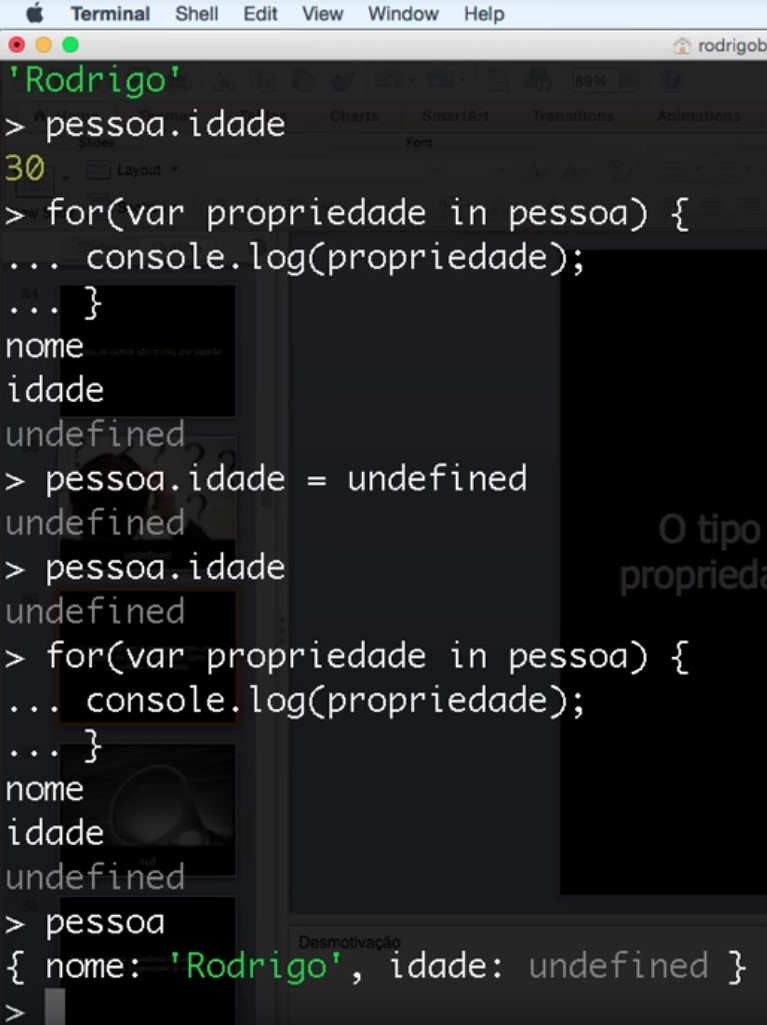 Terminal Shell Edit View Window Help
rodrigob
'Rodrigo'
89%
> pessoa.idade
Charts SmartArt Transitions Animations
30
Slides Font
Layout
> for(var propriedade in pessoa) {
... console.log(propriedade);
... }
nome
idade
undefined
> pessoa.idade = undefined
undefined
> pessoa.idade
undefined
> for(var propriedade in pessoa) {
... console.log(propriedade);
... }
nome
idade
undefined
> pessoa
{ nome: 'Rodrigo', idade: undefined }
>
O tipo
proprieda
undefined
null
Desmotivação